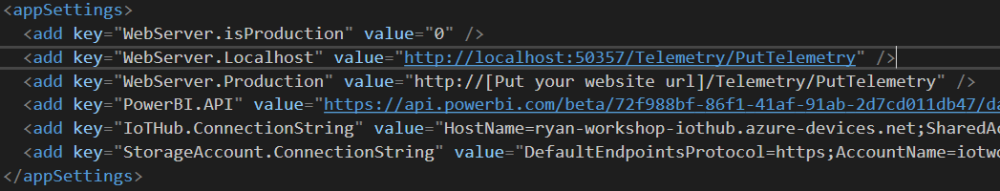 <appSettings>
<add key="WebServer.isProduction" value="0" />
<add key="WebServer.Localhost" value="http://localhost:50357/Telemetry/PutTelemetry" />
<add key="WebServer.Production" value="http://[Put your website url]/Telemetry/PutTelemetry" />
<add key="PowerBI.API" value="https://api.powerbi.com/beta/72f988bf-86f1-41af-91ab-2d7cd011db47/da
<add key="IoTHub.ConnectionString" value="HostName=ryan-workshop-iothub.azure-devices.net;SharedAc
<add key="StorageAccount.ConnectionString" value="DefaultEndpointsProtocol=https;AccountName=iotwo
</appSettings>